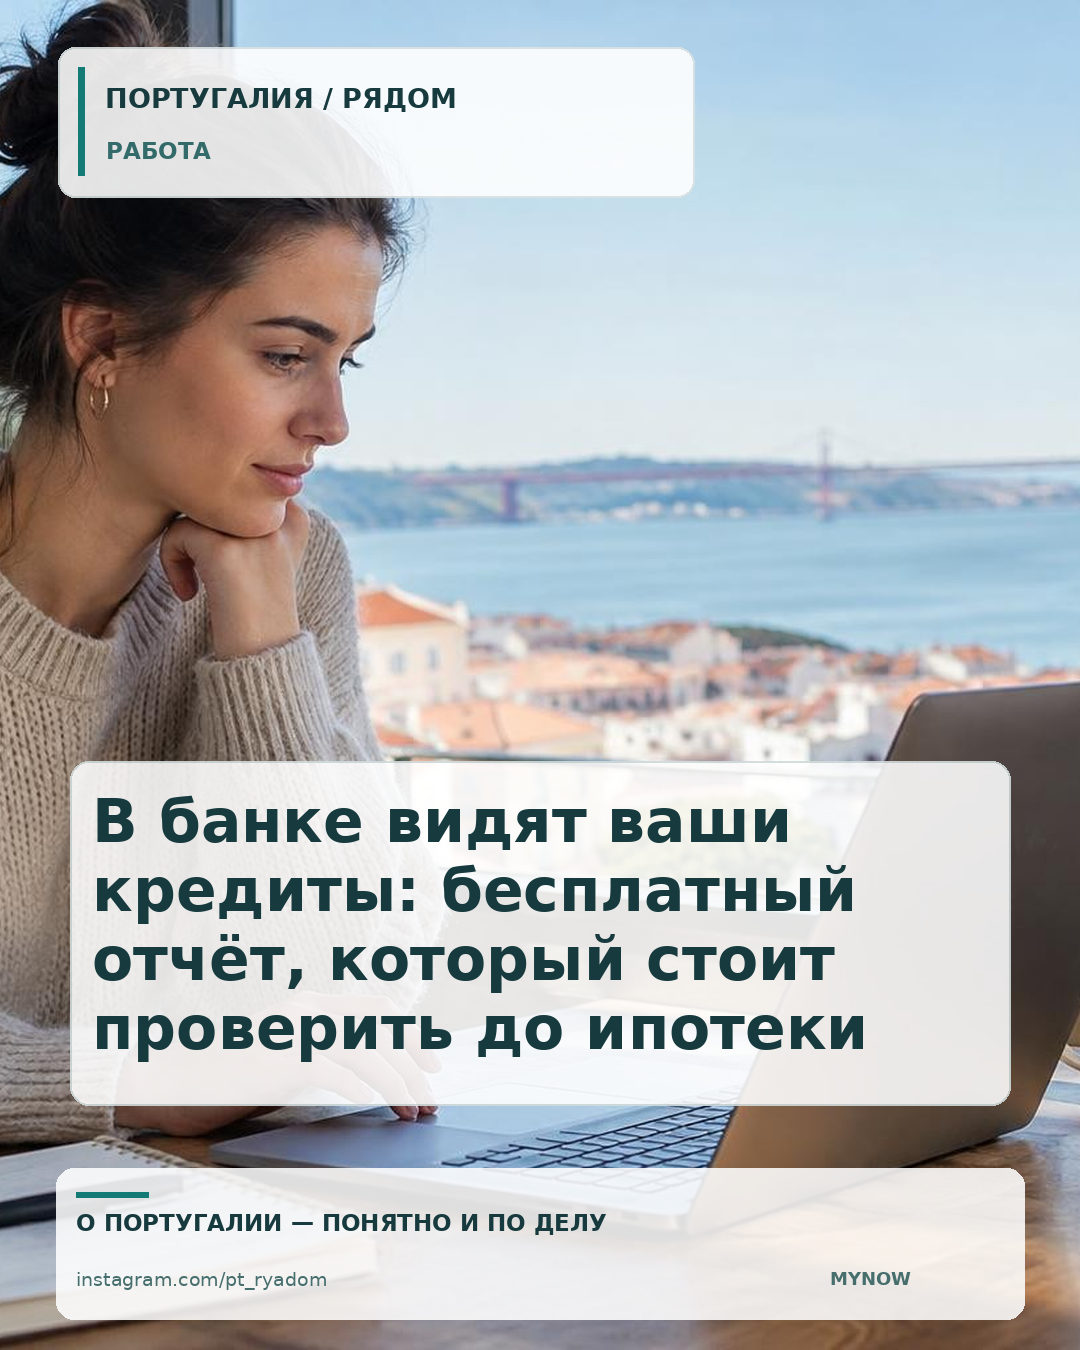 ПОРТУГАЛИЯ / РЯДОМ
РАБОТА
В банке видят ваши
кредиты: бесплатный
отчёт, который стоит
проверить до ипотеки
О ПОРТУГАЛИИ — ПОНЯТНО И ПО ДЕЛУ
instagram.com/pt_ryadom
MYNOW